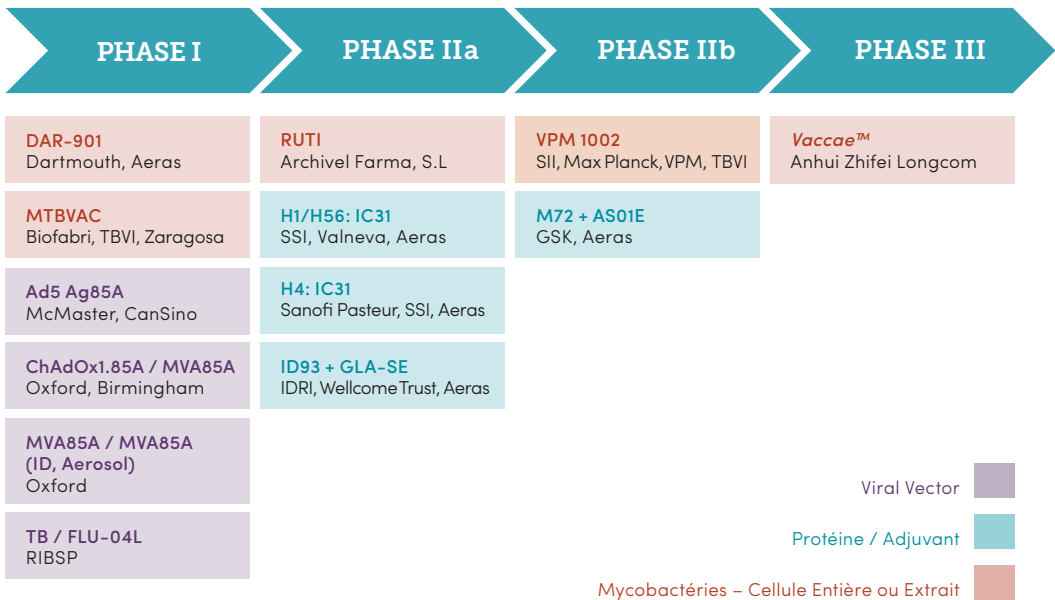 PHASE I
PHASE IIa
PHASE IIb
PHASE III
DAR-901
Dartmouth, Aeras
MTBVAC
Biofabri, TBVI, Zaragosa
Ad5 Ag85A
McMaster, CanSino
ChAdOx1.85A / MVA85A
Oxford, Birmingham
MVA85A / MVA85A
(ID, Aerosol)
Oxford
TB / FLU-04L
RIBSP
RUTI
Archivel Farma, S.L
H1/H56: IC31
SSI, Valneva, Aeras
H4: IC31
Sanofi Pasteur, SSI, Aeras
ID93 + GLA-SE
IDRI, Wellcome Trust, Aeras
VPM 1002
SII, Max Planck, VPM, TBVI
M72 + AS01E
GSK, Aeras
Vaccae™
Anhui Zhifei Longcom
Viral Vector
Protéine / Adjuvant
Mycobactéries – Cellule Entière ou Extrait